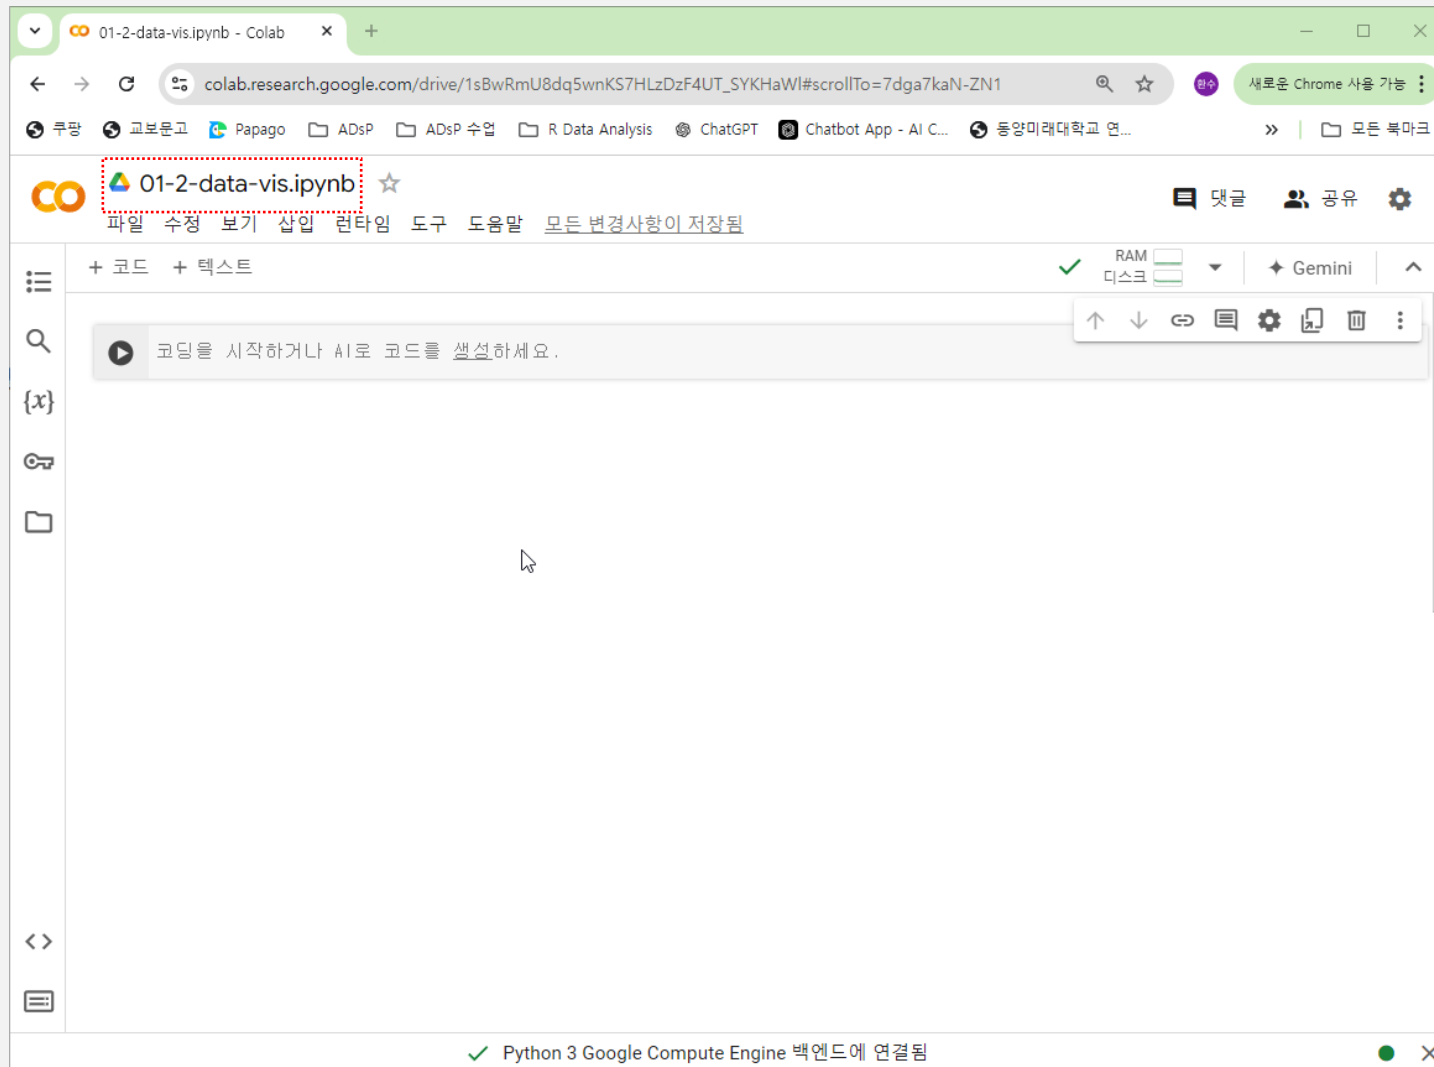 01-2-data-vis.ipynb - Colab
colab.research.google.com/drive/1sBwRmU8dq5wnKS7HLzDzF4UT_SYKHaWl#scrollTo=7dga7kaN-ZN1 환수 새로운 Chrome 사용 가능
쿠팡 교보문고 Papago ADsP ADsP 수업 R Data Analysis ChatGPT Chatbot App - AI C... 동양미래대학교 연... 모든 북마크
01-2-data-vis.ipynb
댓글 공유
파일 수정 보기 삽입 런타임 도구 도움말 모든 변경사항이 저장됨
+ 코드 + 텍스트 RAM 디스크 Gemini
코딩을 시작하거나 AI로 코드를 생성하세요.
Python 3 Google Compute Engine 백엔드에 연결됨